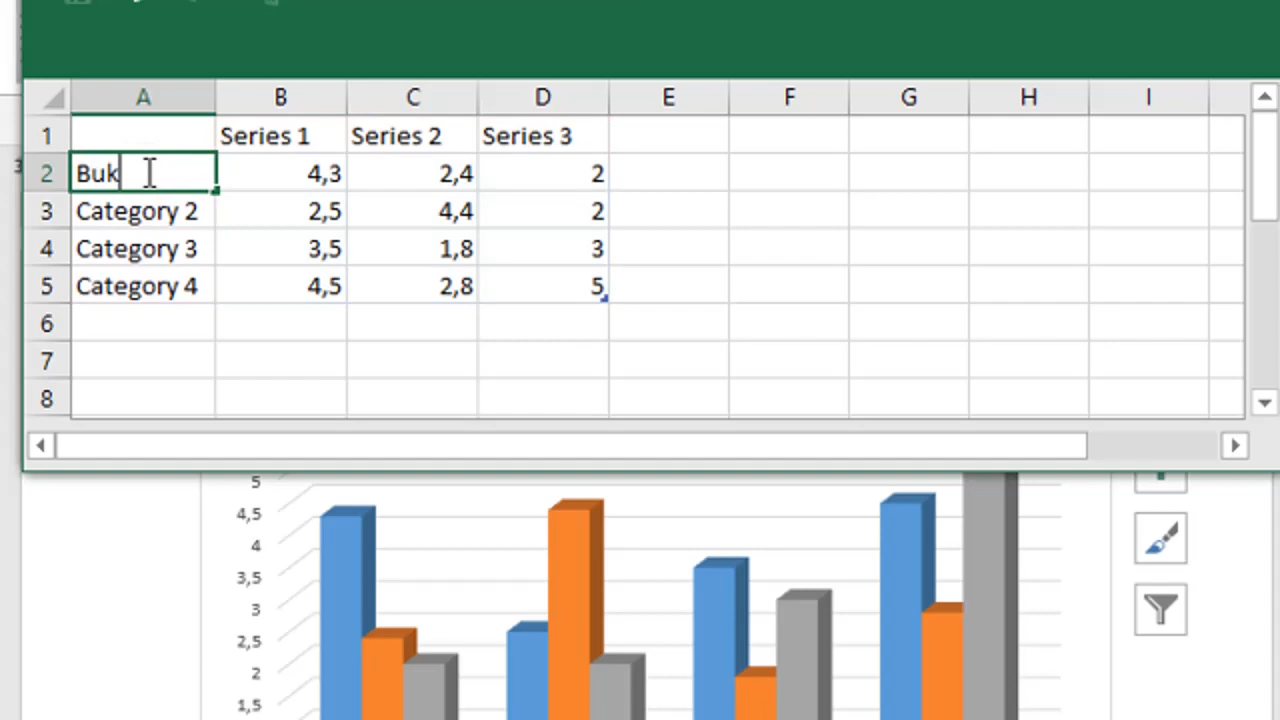 A B C D E F G H I
1 Series 1 Series 2 Series 3
2 Buk 4,3 2,4 2
3 Category 2 2,5 4,4 2
4 Category 3 3,5 1,8 3
5 Category 4 4,5 2,8 5
6
7
8
5
4,5
4
3,5
3
2,5
2
1,5